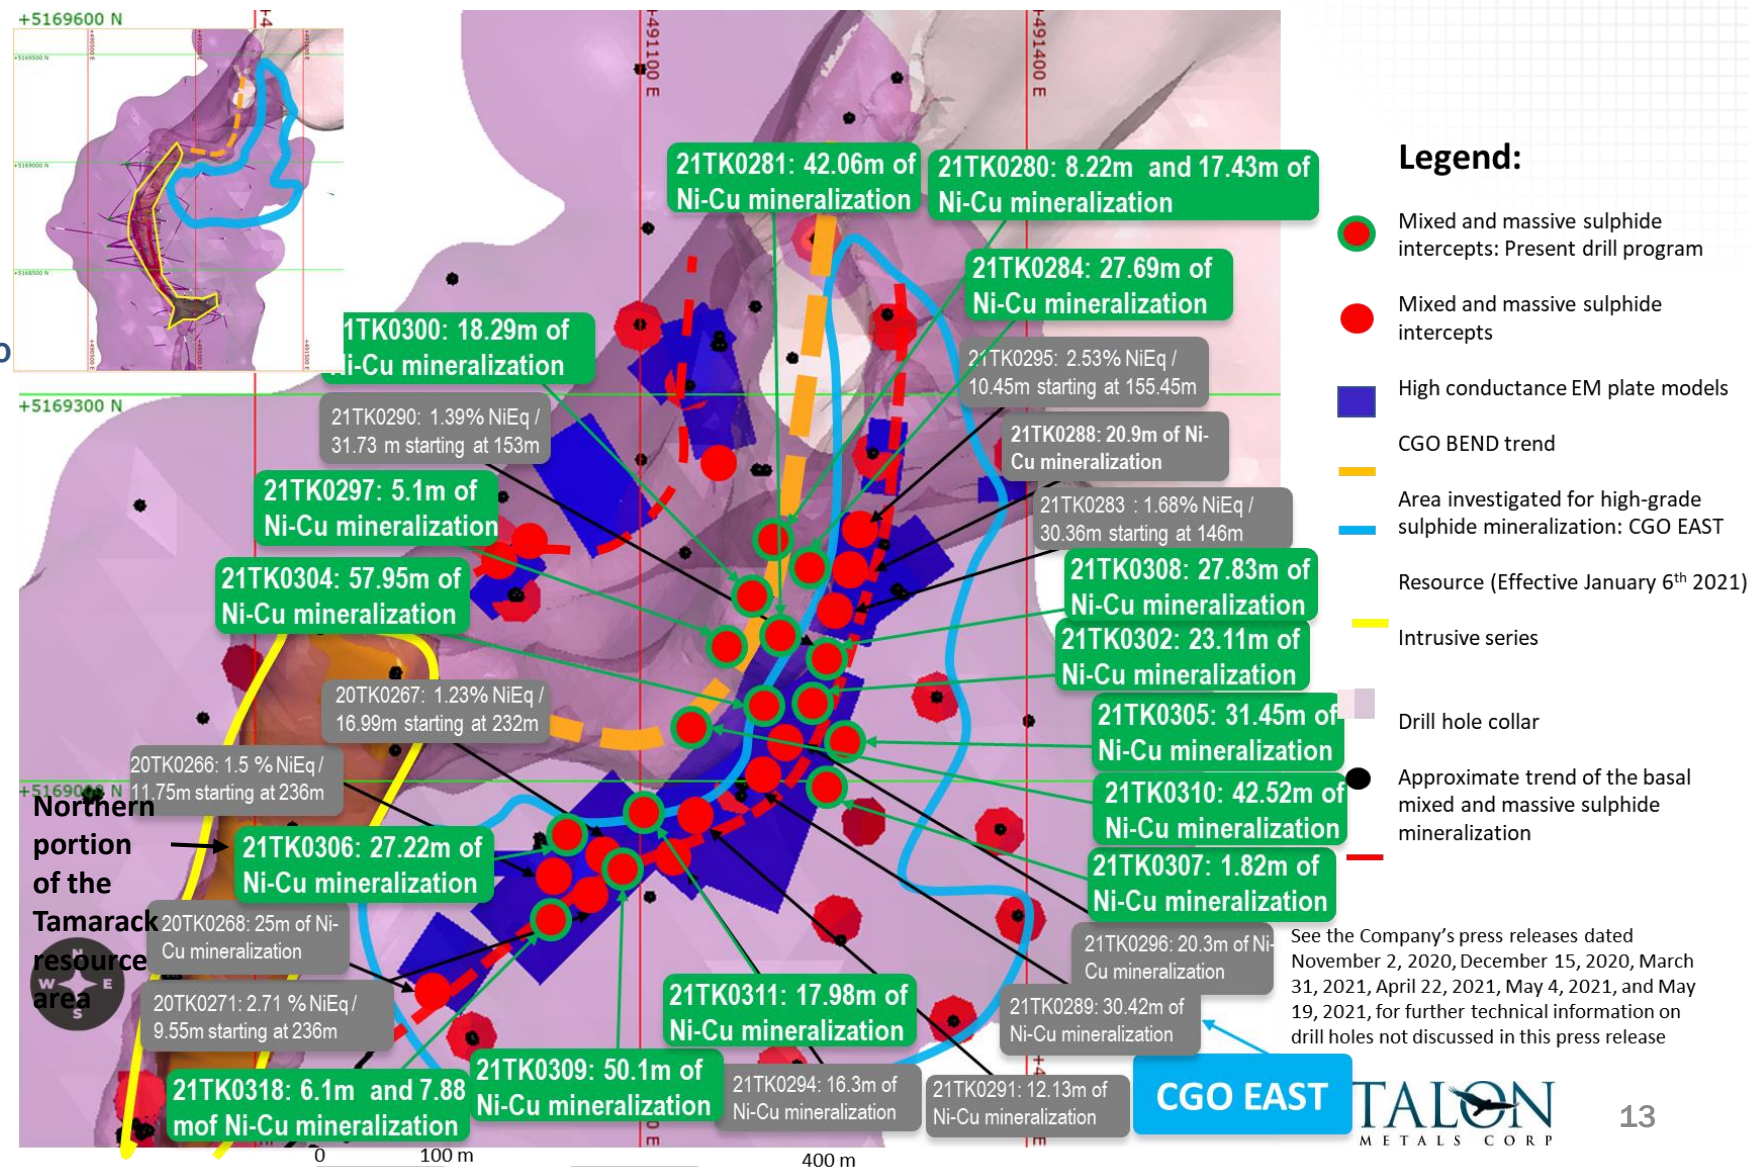 +5169600 N
+4
+491100 E
+491400 E
21TK0281: 42.06m of
Ni-Cu mineralization
21TK0280: 8.22m and 17.43m of
Ni-Cu mineralization
21TK0284: 27.69m of
Ni-Cu mineralization
1TK0300: 18.29m of
Ni-Cu mineralization
21TK0295: 2.53% NiEq /
10.45m starting at 155.45m
+5169300 N
21TK0290: 1.39% NiEq /
31.73 m starting at 153m
21TK0288: 20.9m of Ni-
Cu mineralization
21TK0297: 5.1m of
Ni-Cu mineralization
21TK0283 : 1.68% NiEq /
30.36m starting at 146m
21TK0304: 57.95m of
Ni-Cu mineralization
21TK0308: 27.83m of
Ni-Cu mineralization
21TK0302: 23.11m of
Ni-Cu mineralization
20TK0267: 1.23% NiEq /
16.99m starting at 232m
21TK0305: 31.45m of
Ni-Cu mineralization
20TK0266: 1.5 % NiEq /
11.75m starting at 236m
+5169000 N
21TK0310: 42.52m of
Ni-Cu mineralization
Northern
portion
of the
Tamarack
resource
area
21TK0306: 27.22m of
Ni-Cu mineralization
21TK0307: 1.82m of
Ni-Cu mineralization
20TK0268: 25m of Ni-
Cu mineralization
21TK0296: 20.3m of Ni-
Cu mineralization
N
W E
S
20TK0271: 2.71 % NiEq /
9.55m starting at 236m
21TK0311: 17.98m of
Ni-Cu mineralization
21TK0289: 30.42m of
Ni-Cu mineralization
21TK0318: 6.1m and 7.88
mof Ni-Cu mineralization
21TK0309: 50.1m of
Ni-Cu mineralization
21TK0294: 16.3m of
Ni-Cu mineralization
21TK0291: 12.13m of
Ni-Cu mineralization
CGO EAST
0 100 m 400 m
Legend:
Mixed and massive sulphide
intercepts: Present drill program
Mixed and massive sulphide
intercepts
High conductance EM plate models
CGO BEND trend
Area investigated for high-grade
sulphide mineralization: CGO EAST
Resource (Effective January 6th 2021)
Intrusive series
Drill hole collar
Approximate trend of the basal
mixed and massive sulphide
mineralization
See the Company's press releases dated
November 2, 2020, December 15, 2020, March
31, 2021, April 22, 2021, May 4, 2021, and May
19, 2021, for further technical information on
drill holes not discussed in this press release
TALON
METALS CORP
13